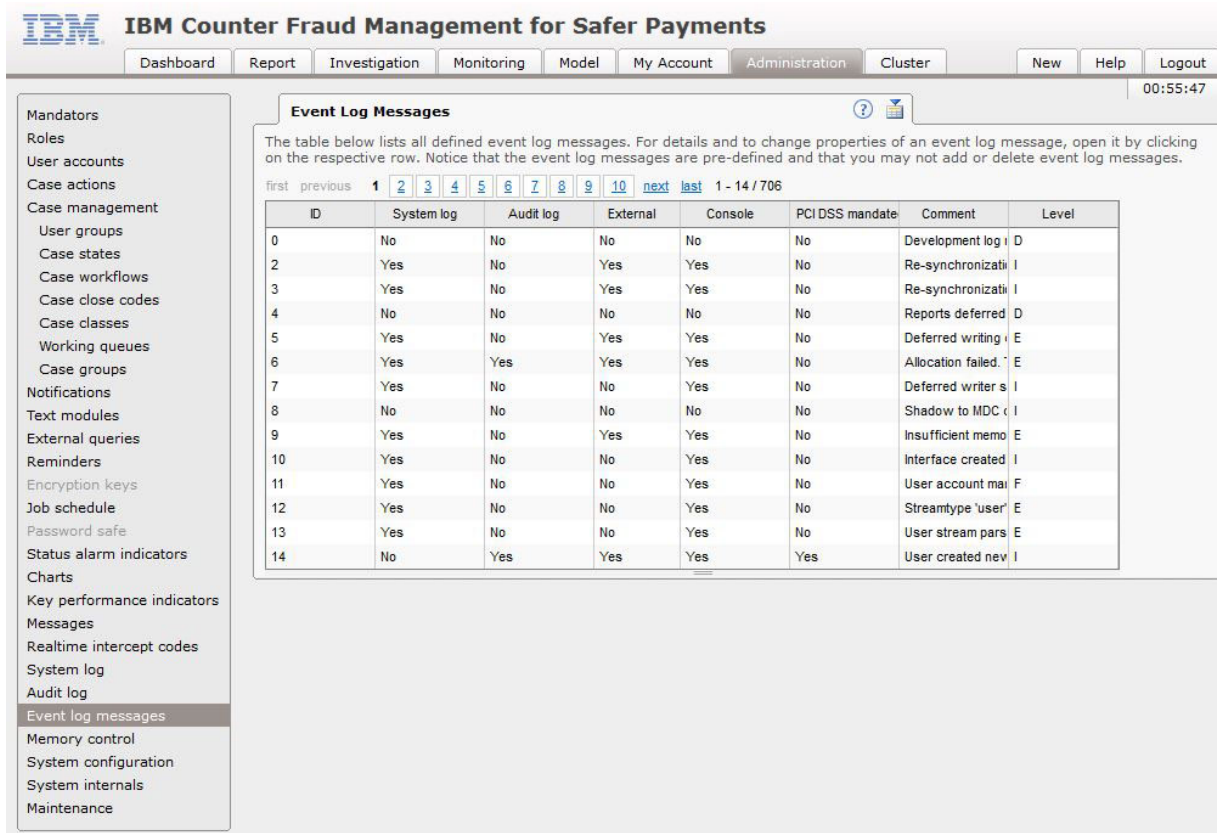 IBM
IBM Counter Fraud Management for Safer Payments
Dashboard Report Investigation Monitoring Model My Account Administration Cluster New Help Logout
00:55:47
Mandators
Roles
User accounts
Case actions
Case management
User groups
Case states
Case workflows
Case close codes
Case classes
Working queues
Case groups
Notifications
Text modules
External queries
Reminders
Encryption keys
Job schedule
Password safe
Status alarm indicators
Charts
Key performance indicators
Messages
Realtime intercept codes
System log
Audit log
Event log messages
Memory control
System configuration
System internals
Maintenance
Event Log Messages ?
The table below lists all defined event log messages. For details and to change properties of an event log message, open it by clicking
on the respective row. Notice that the event log messages are pre-defined and that you may not add or delete event log messages.
first previous 1 2 3 4 5 6 7 8 9 10 next last 1 - 14 / 706
ID System log Audit log External Console PCI DSS mandate Comment Level
0 No No No No No Development log D
2 Yes No Yes Yes No Re-synchronizati I
3 Yes No Yes Yes No Re-synchronizati I
4 No No No No No Reports deferred D
5 Yes No Yes Yes No Deferred writing E
6 Yes Yes Yes Yes No Allocation failed. E
7 Yes No No Yes No Deferred writer s I
8 No No No No No Shadow to MDC I
9 Yes No Yes Yes No Insufficient memo E
10 Yes No No Yes No Interface created I
11 Yes No No Yes No User account mai F
12 Yes No No Yes No Streamtype 'user' E
13 Yes No No Yes No User stream pars E
14 No Yes Yes Yes Yes User created new I